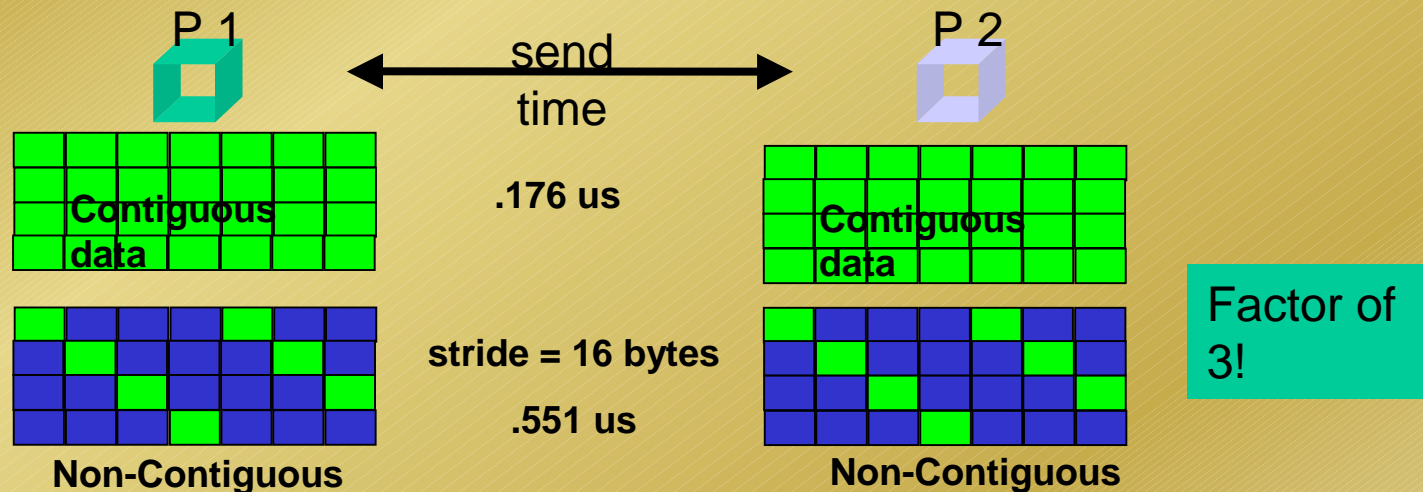 P 1
send
time
P 2
Contiguous
data
.176 us
Contiguous
data
stride = 16 bytes
.551 us
Factor of
3!
Non-Contiguous
Non-Contiguous